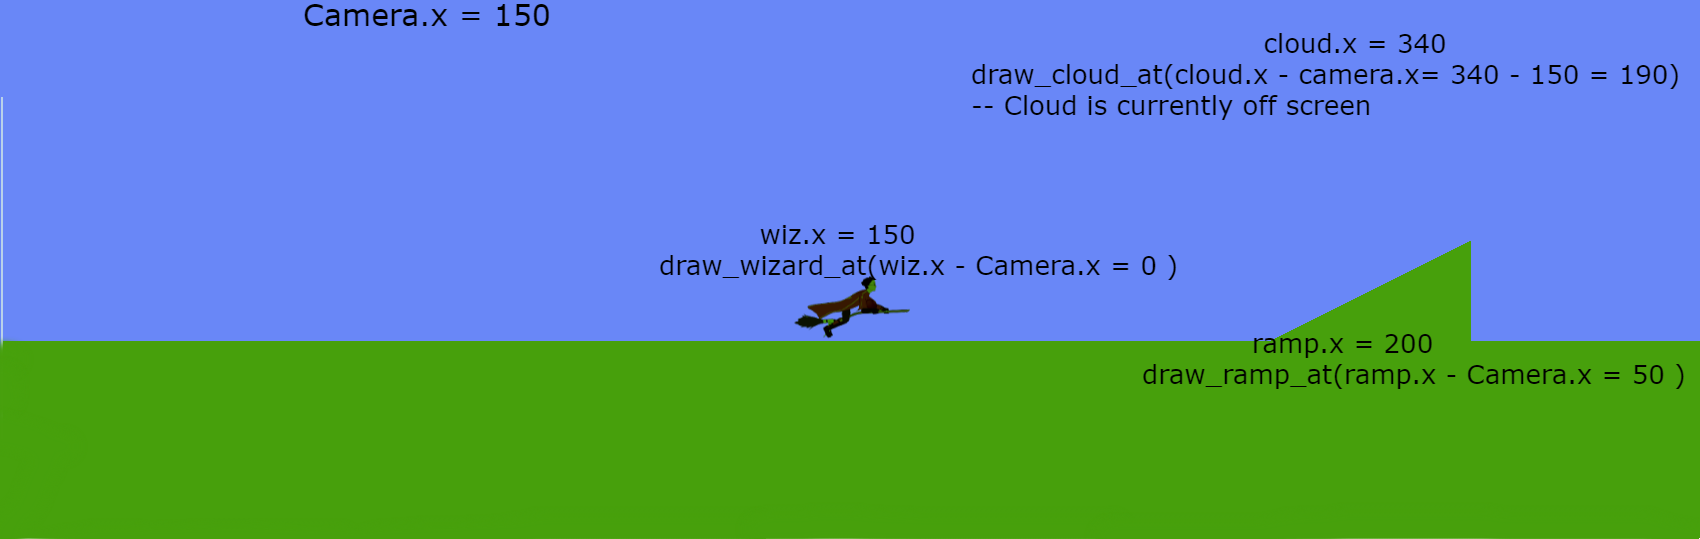 Camera.x = 150
cloud.x = 340
draw_cloud_at(cloud.x - camera.x= 340 - 150 = 190)
-- Cloud is currently off screen
wiz.x = 150
draw_wizard_at(wiz.x - Camera.x = 0 )
ramp.x = 200
draw_ramp_at(ramp.x - Camera.x = 50 )